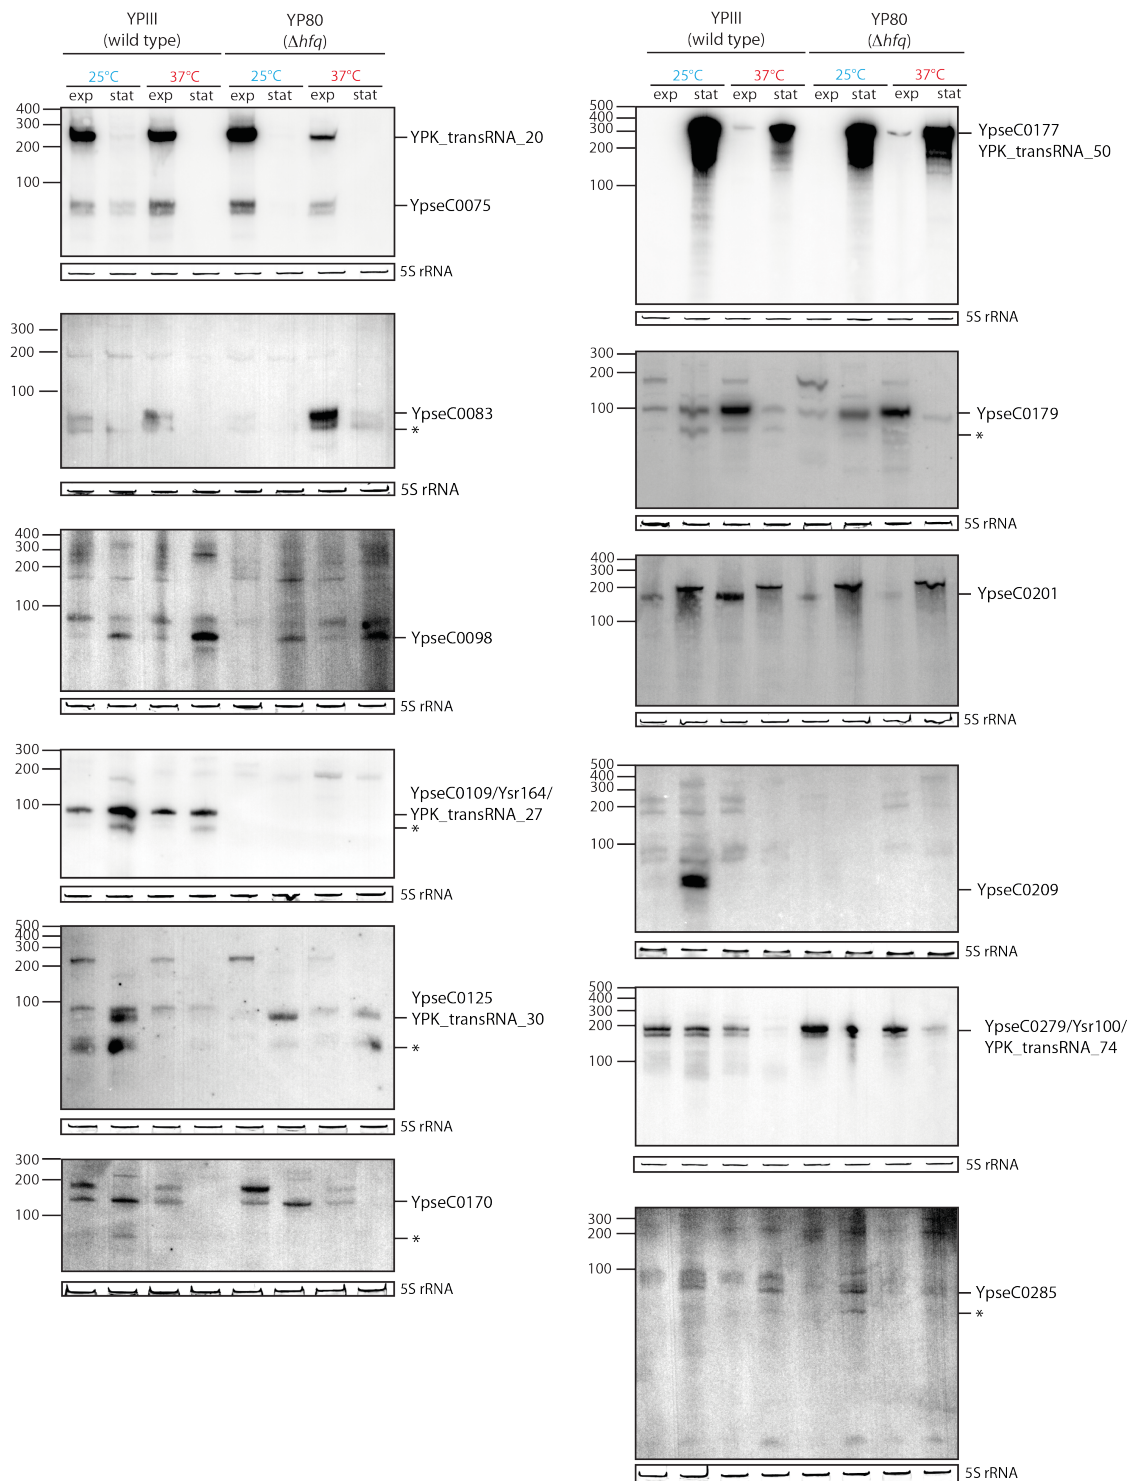 YPIII
(wild type)
YP80
(Δhfq)
25°C
37°C
25°C
37°C
exp stat exp stat exp stat exp stat
400
300
200
100
YPK_transRNA_20
YpseC0075
5S rRNA
300
200
100
YpseC0083
*
5S rRNA
400
300
200
100
YpseC0098
5S rRNA
300
200
100
YpseC0109/Ysr164/
YPK_transRNA_27
*
5S rRNA
500
400
300
200
100
YpseC0125
YPK_transRNA_30
*
5S rRNA
300
200
100
YpseC0170
*
5S rRNA
YPIII
(wild type)
YP80
(Δhfq)
25°C
37°C
25°C
37°C
exp stat exp stat exp stat exp stat
500
400
300
200
100
YpseC0177
YPK_transRNA_50
5S rRNA
300
200
100
YpseC0179
*
5S rRNA
400
300
200
100
YpseC0201
5S rRNA
500
400
300
200
100
YpseC0209
5S rRNA
500
400
300
200
100
YpseC0279/Ysr100/
YPK_transRNA_74
5S rRNA
300
200
100
YpseC0285
*
5S rRNA